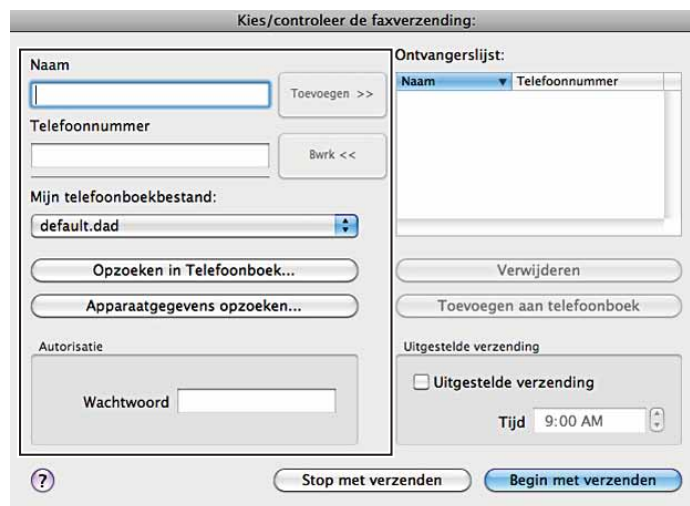 Kies/controleer de faxverzending:
Naam
Toevoegen >>
Telefoonnummer
Bwrk <<
Mijn telefoonboekbestand:
default.dad
Opzoeken in Telefoonboek...
Apparaatgegevens opzoeken...
Autorisatie
Wachtwoord
Ontvangerslijst:
Naam Telefoonnummer
Verwijderen
Toevoegen aan telefoonboek
Uitgestelde verzending
Uitgestelde verzending
Tijd 9:00 AM
?
Stop met verzenden
Begin met verzenden